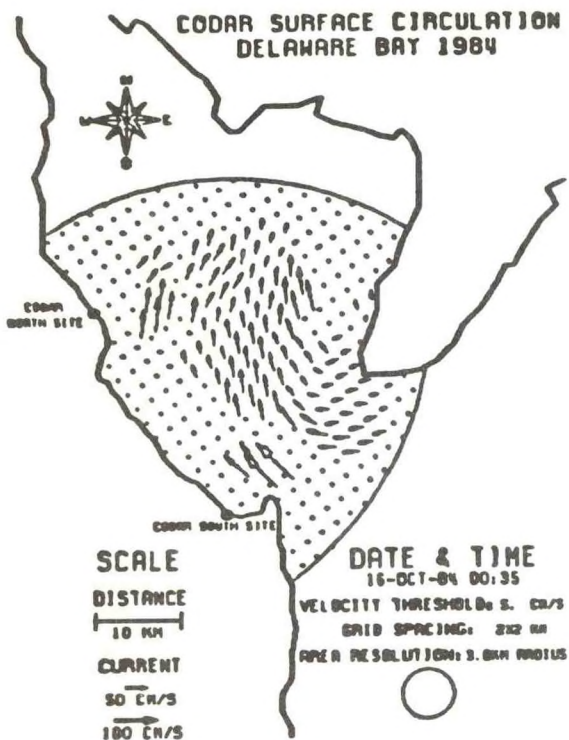 CODAR SURFACE CIRCULATION
DELAWARE BAY 1984
N
W
E
S
CODAR
NORTH SITE
CODAR SOUTH SITE
SCALE
DISTANCE
10 KM
CURRENT
50 CM/S
100 CM/S
DATE & TIME
16-OCT-84 00:35
VELOCITY THRESHOLD: 5. CM/S
GRID SPACING: 2X2 KM
AREA RESOLUTION: 3.0KM RADIUS